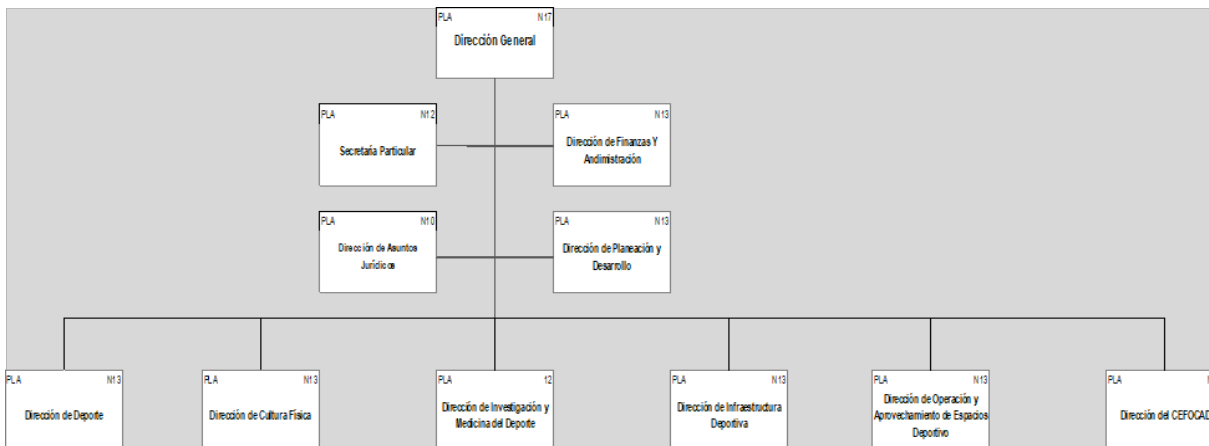 PLA N17
Dirección General
PLA N12
Secretaría Particular
PLA N13
Dirección de Finanzas Y
Andimistración
PLA N10
Dirección de Asuntos
Jurídicos
PLA N13
Dirección de Planeación y
Desarrollo
PLA N13
Dirección de Deporte
PLA N13
Dirección de Cultura Física
PLA 12
Dirección de Investigación y
Medicina del Deporte
PLA N13
Dirección de Infraestructura
Deportiva
PLA N13
Dirección de Operación y
Aprovechamiento de Espacios
Deportivo
PLA
Dirección del CEFOCAD